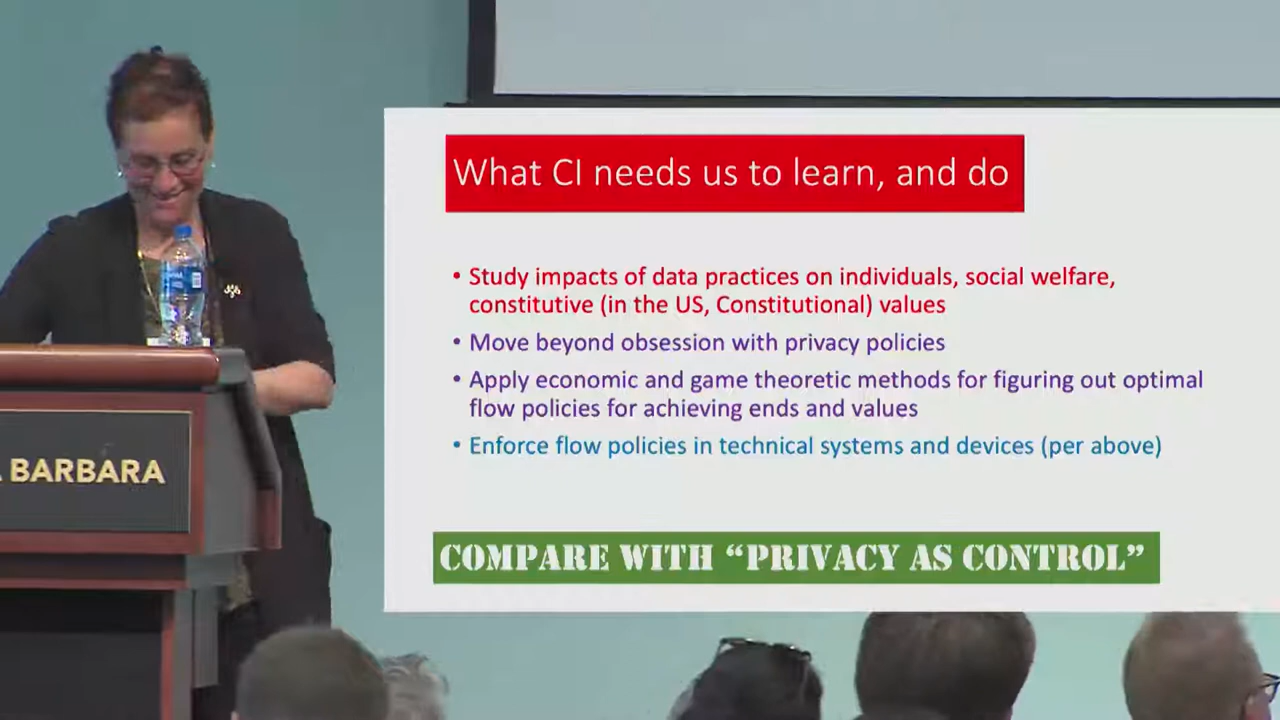 What CI needs us to learn, and do
• Study impacts of data practices on individuals, social welfare,
constitutive (in the US, Constitutional) values
• Move beyond obsession with privacy policies
• Apply economic and game theoretic methods for figuring out optimal
flow policies for achieving ends and values
• Enforce flow policies in technical systems and devices (per above)
COMPARE WITH “PRIVACY AS CONTROL”
BARBARA